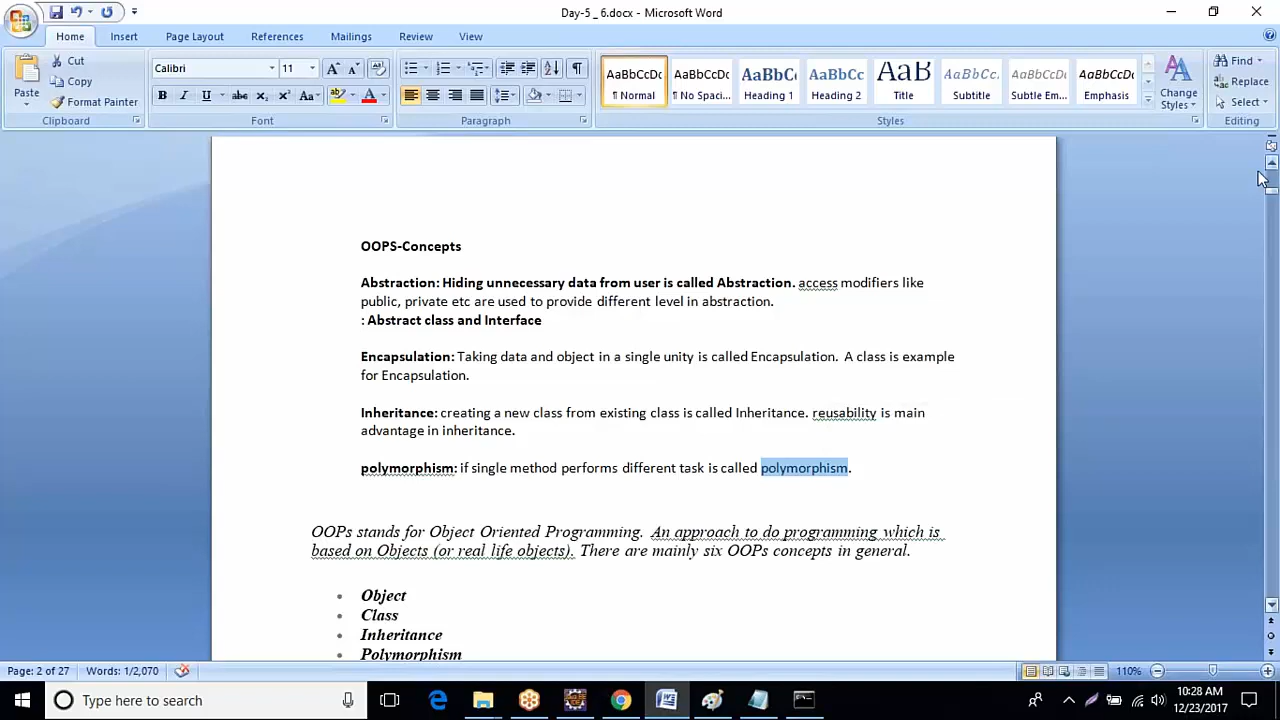 Day-5 _ 6.docx - Microsoft Word
Home Insert Page Layout References Mailings Review View
Paste
Cut
Copy
Format Painter
Clipboard
Calibri 11
B I U abc x₂ x² Aa
Font
Paragraph
AaBbCcDc AaBbCcDc AaBbCc AaBbCc AaB AaBbCc. AaBbCcDc AaBbCcDc
¶ Normal ¶ No Spaci... Heading 1 Heading 2 Title Subtitle Subtle Em... Emphasis
Change
Styles
Styles
Find
Replace
Select
Editing
OOPS-Concepts
Abstraction: Hiding unnecessary data from user is called Abstraction. access modifiers like
public, private etc are used to provide different level in abstraction.
: Abstract class and Interface
Encapsulation: Taking data and object in a single unity is called Encapsulation. A class is example
for Encapsulation.
Inheritance: creating a new class from existing class is called Inheritance. reusability is main
advantage in inheritance.
polymorphism: if single method performs different task is called polymorphism.
OOPs stands for Object Oriented Programming. An approach to do programming which is
based on Objects (or real life objects). There are mainly six OOPs concepts in general.
• Object
• Class
• Inheritance
• Polymorphism
Page: 2 of 27 Words: 1/2,070 110%
Type here to search
10:28 AM
12/23/2017